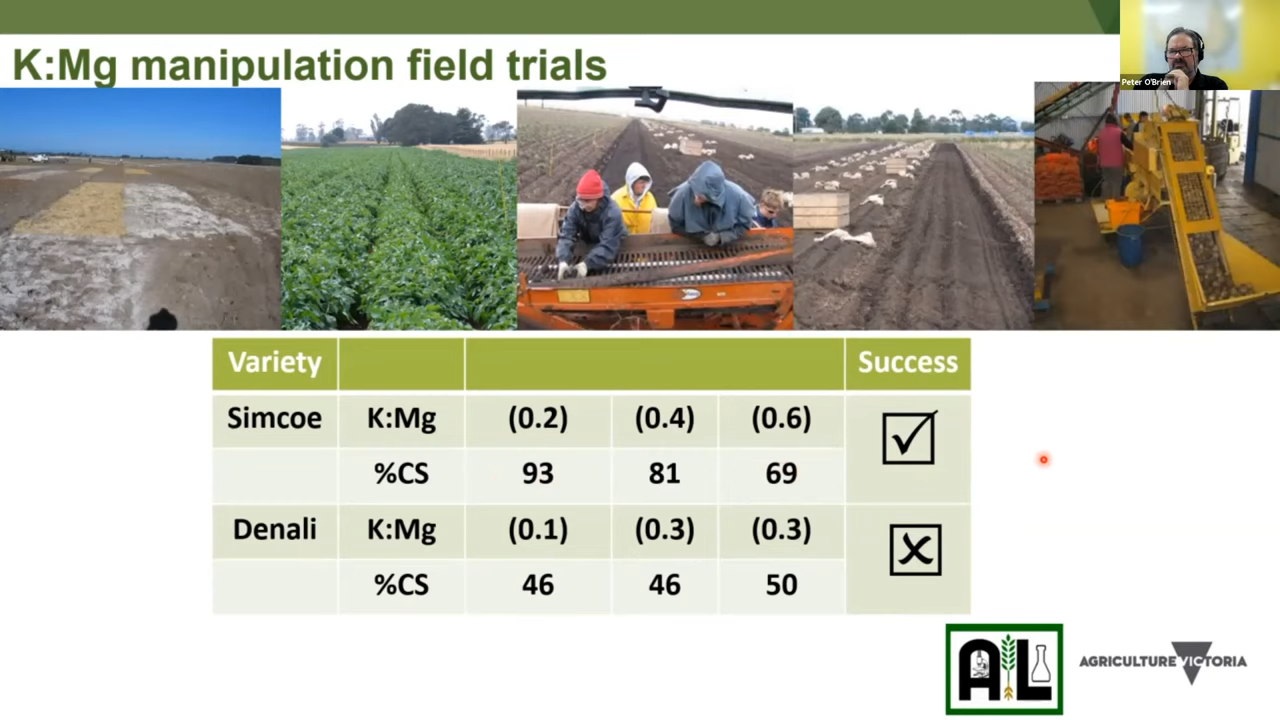 K:Mg manipulation field trials
Peter O'Brien
Variety Success
Simcoe K:Mg (0.2) (0.4) (0.6)
%CS 93 81 69
Denali K:Mg (0.1) (0.3) (0.3)
%CS 46 46 50
AL
AGRICULTURE VICTORIA